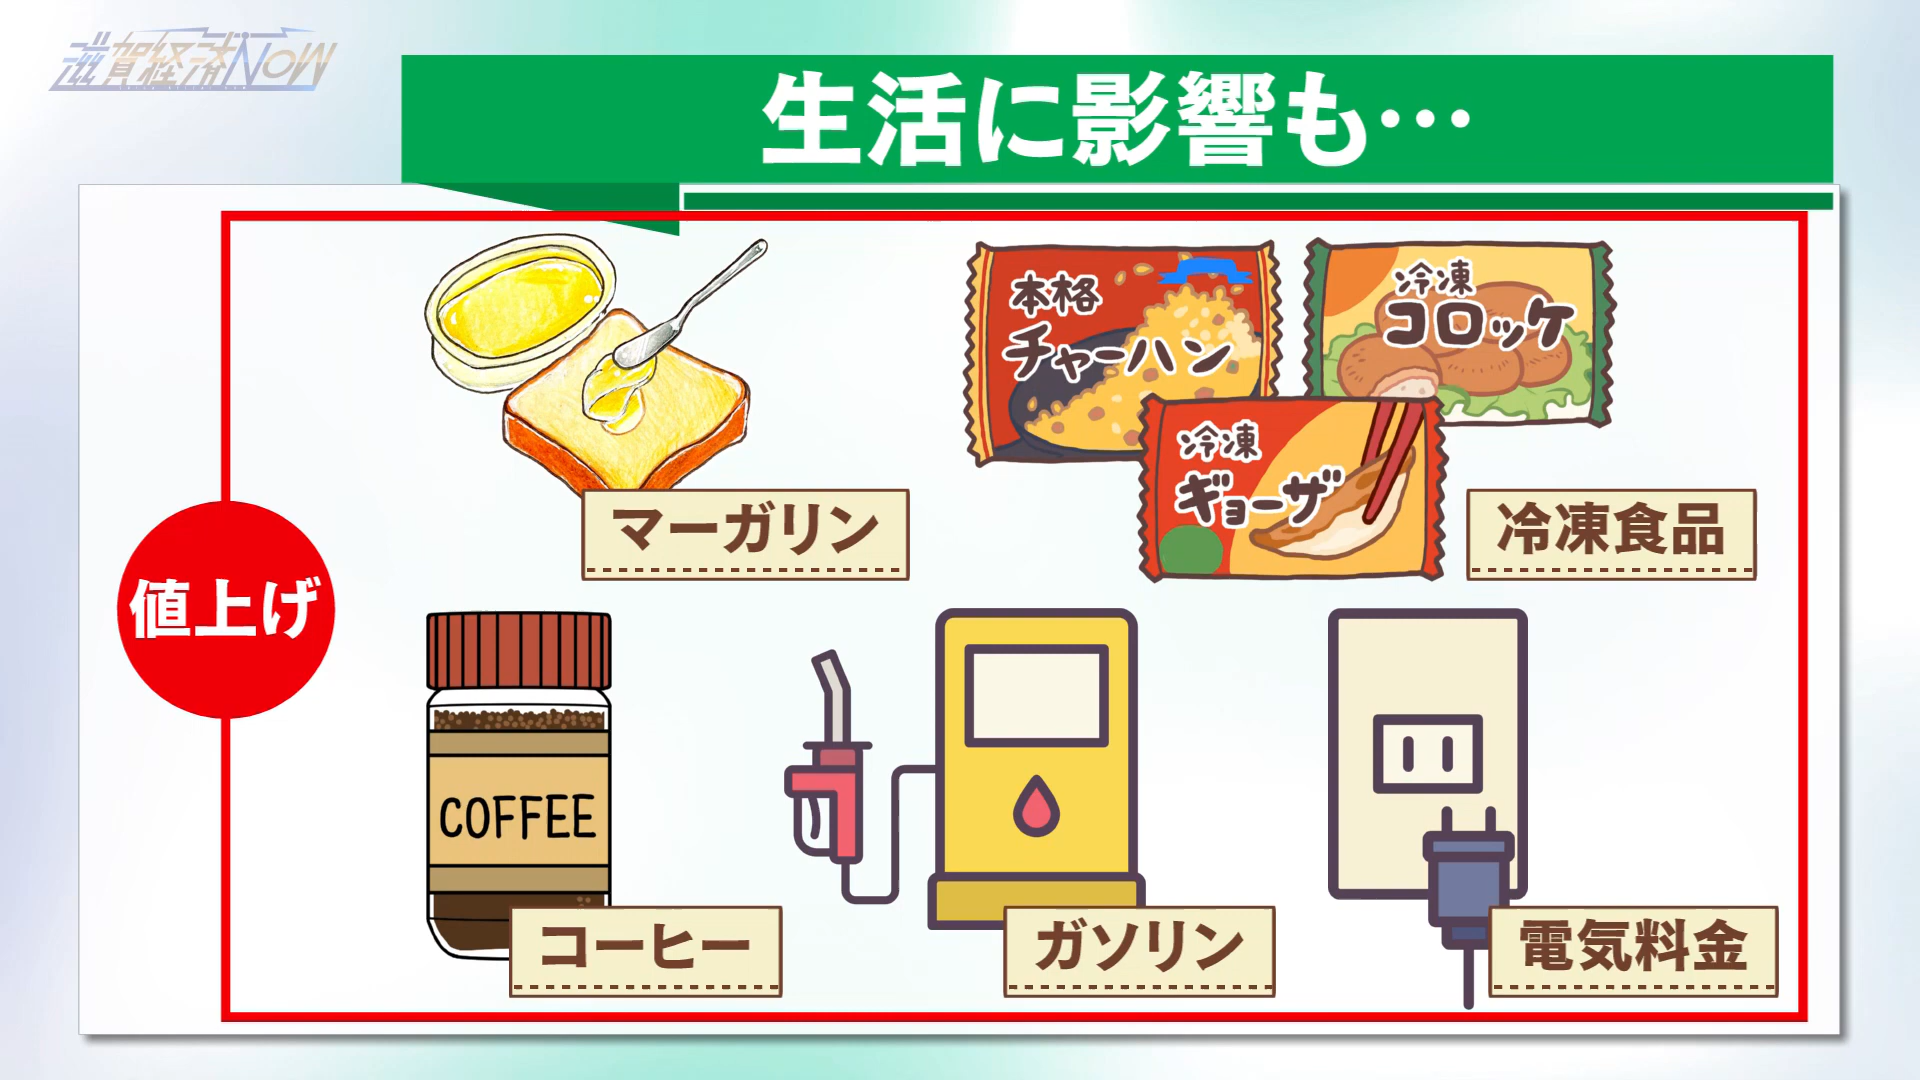 滋賀経済NOW
生活に影響も…
値上げ
マーガリン
本格
チャーハン
冷凍
コロッケ
冷凍
ギョーザ
冷凍食品
COFFEE
コーヒー
ガソリン
電気料金